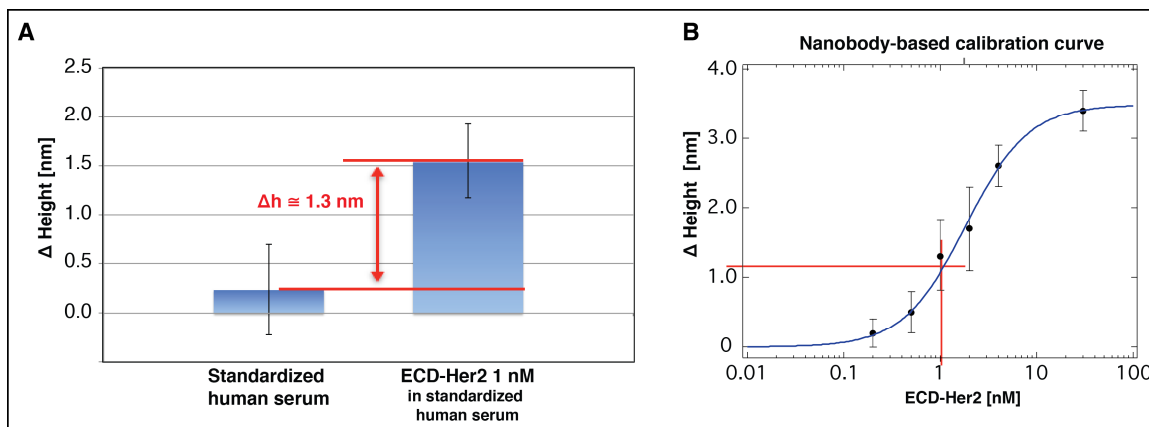 A
2.5
2.0
1.5
1.0
0.5
0.0
Δ Height [nm]
Δh ≅ 1.3 nm
Standardized
human serum
ECD-Her2 1 nM
in standardized
human serum
B
Nanobody-based calibration curve
4.0
3.0
2.0
1.0
0
Δ Height [nm]
0.01 0.1 1 10 100
ECD-Her2 [nM]